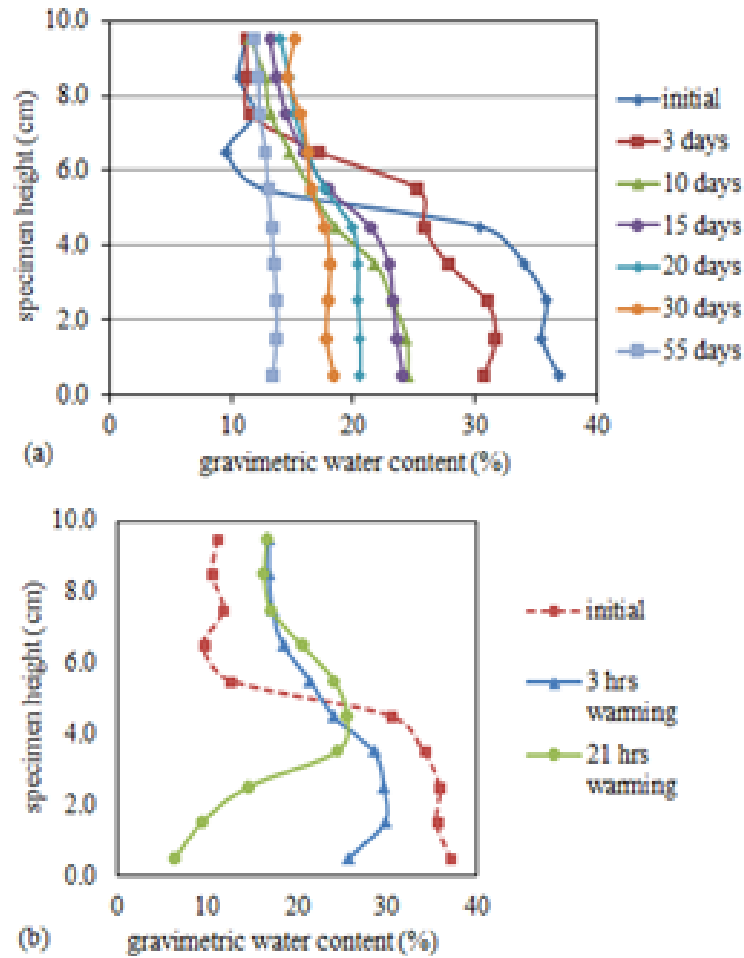 10.0
8.0
6.0
4.0
2.0
0.0
specimen height (cm)
0 10 20 30 40
gravimetric water content (%)
(a)
initial
3 days
10 days
15 days
20 days
30 days
55 days
10.0
8.0
6.0
4.0
2.0
0.0
specimen height (cm)
0 10 20 30 40
gravimetric water content (%)
(b)
initial
3 hrs
warming
21 hrs
warming